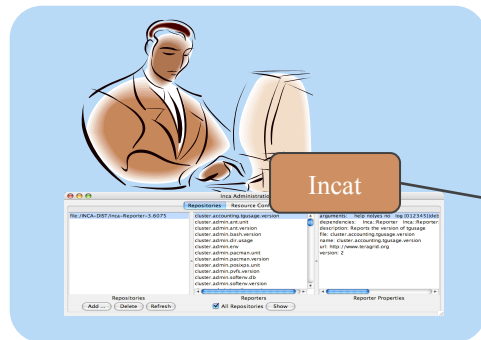 Incat
Inca Administration
Repositories Resource Con
file:/INCA-DIST/Inca-Reporter-3.6075
cluster.accounting.tgusage.version
cluster.admin.ant.unit
cluster.admin.ant.version
cluster.admin.bash.version
cluster.admin.dir.usage
cluster.admin.env
cluster.admin.pacman.unit
cluster.admin.pacman.version
cluster.admin.posixps.unit
cluster.admin.pvfs.version
cluster.admin.softenv.db
cluster.admin.softenv.version
arguments: help no|yes no log [012345]|deb
dependencies: Inca::Reporter Inca::Reporter
description: Reports the version of tgusage
file: cluster.accounting.tgusage.version
name: cluster.accounting.tgusage.version
url: http://www.teragrid.org
version: 2
Repositories Reporters Reporter Properties
Add ... Delete Refresh All Repositories Show